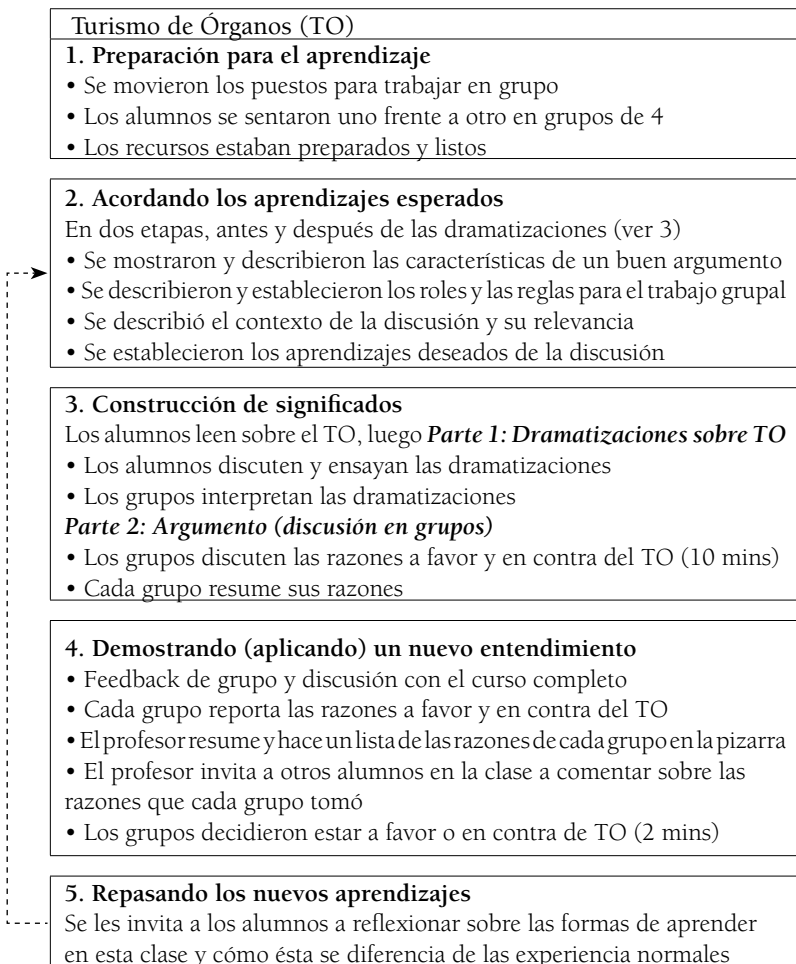 Turismo de Órganos (TO)
1. Preparación para el aprendizaje
• Se movieron los puestos para trabajar en grupo
• Los alumnos se sentaron uno frente a otro en grupos de 4
• Los recursos estaban preparados y listos
2. Acordando los aprendizajes esperados
En dos etapas, antes y después de las dramatizaciones (ver 3)
• Se mostraron y describieron las características de un buen argumento
• Se describieron y establecieron los roles y las reglas para el trabajo grupal
• Se describió el contexto de la discusión y su relevancia
• Se establecieron los aprendizajes deseados de la discusión
3. Construcción de significados
Los alumnos leen sobre el TO, luego Parte 1: Dramatizaciones sobre TO
• Los alumnos discuten y ensayan las dramatizaciones
• Los grupos interpretan las dramatizaciones
Parte 2: Argumento (discusión en grupos)
• Los grupos discuten las razones a favor y en contra del TO (10 mins)
• Cada grupo resume sus razones
4. Demostrando (aplicando) un nuevo entendimiento
• Feedback de grupo y discusión con el curso completo
• Cada grupo reporta las razones a favor y en contra del TO
• El profesor resume y hace un lista de las razones de cada grupo en la pizarra
• El profesor invita a otros alumnos en la clase a comentar sobre las
razones que cada grupo tomó
• Los grupos decidieron estar a favor o en contra de TO (2 mins)
5. Repasando los nuevos aprendizajes
Se les invita a los alumnos a reflexionar sobre las formas de aprender
en esta clase y cómo ésta se diferencia de las experiencia normales